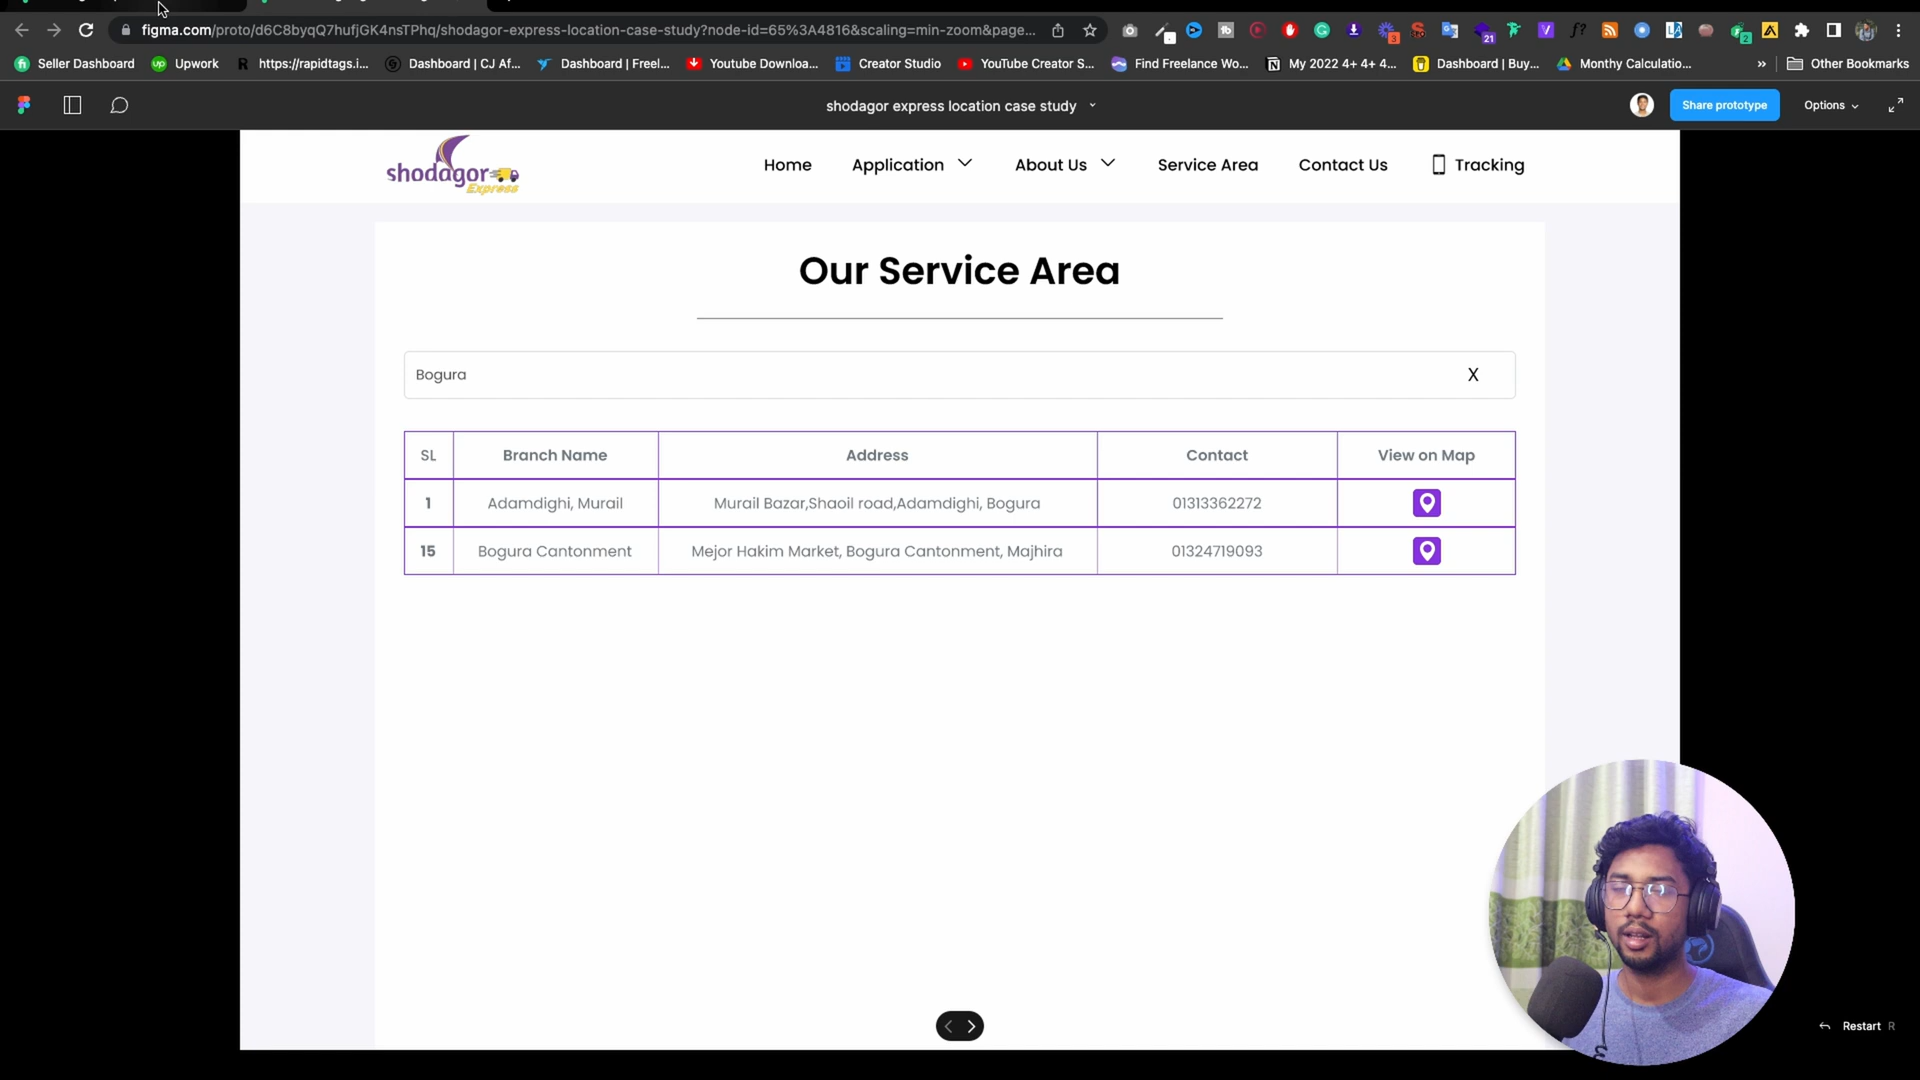 figma.com/proto/d6C8byqQ7hufjGK4nsTPhq/shodagor-express-location-case-study?node-id=65%3A4816&scaling=min-zoom&page...
3
21
2
Seller Dashboard
up Upwork
R https://rapidtags.i...
Dashboard | CJ Af...
Dashboard | Freel...
Youtube Downloa...
Creator Studio
YouTube Creator S...
Find Freelance Wo...
My 2022 4+ 4+ 4...
Dashboard | Buy...
Monthy Calculatio...
»
Other Bookmarks
shodagor express location case study
Share prototype
Options
shodagor
Express
Home
Application
About Us
Service Area
Contact Us
Tracking
Our Service Area
Bogura
X
SL Branch Name Address Contact View on Map
1 Adamdighi, Murail Murail Bazar,Shaoil road,Adamdighi, Bogura 01313362272
15 Bogura Cantonment Mejor Hakim Market, Bogura Cantonment, Majhira 01324719093
Restart R